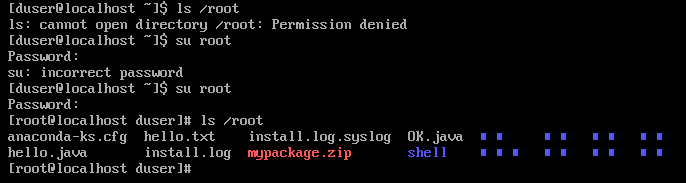 [duser@localhost ~]$ ls /root
ls: cannot open directory /root: Permission denied
[duser@localhost ~]$ su root
Password:
su: incorrect password
[duser@localhost ~]$ su root
Password:
[root@localhost duser]# ls /root
anaconda-ks.cfg hello.txt install.log.syslog OK.java
hello.java install.log mypackage.zip shell
[root@localhost duser]#